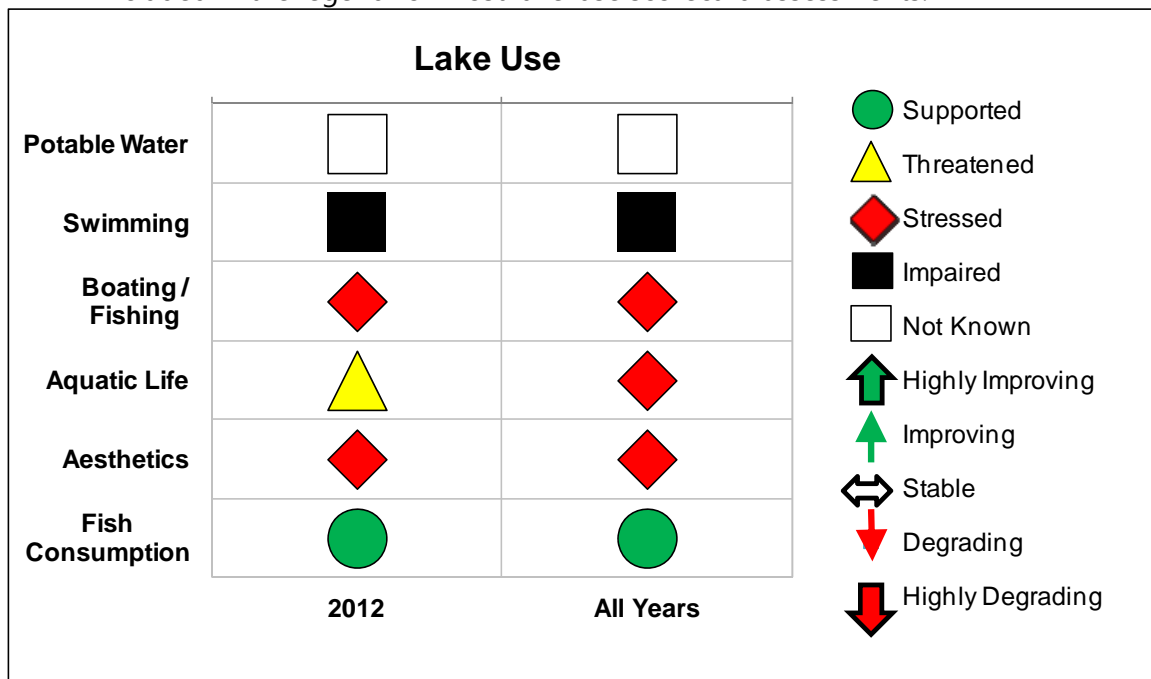 Lake Use
Potable Water
Swimming
Boating /
Fishing
Aquatic Life
Aesthetics
Fish
Consumption
2012
All Years
Supported
Threatened
Stressed
Impaired
Not Known
Highly Improving
Improving
Stable
Degrading
Highly Degrading